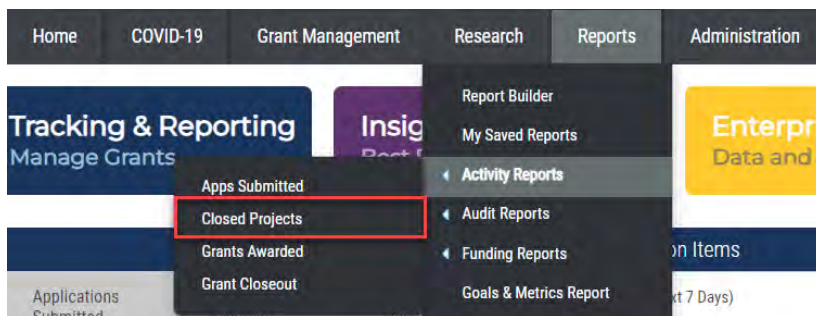 Home COVID-19 Grant Management Research Reports Administration
Tracking & Reporting
Manage Grants
Insig
Enterpr
Data and
Report Builder
My Saved Reports
Activity Reports
Audit Reports
Funding Reports
Goals & Metrics Report
Apps Submitted
Closed Projects
Grants Awarded
Grant Closeout
on Items
xt 7 Days)
Applications
Submitted